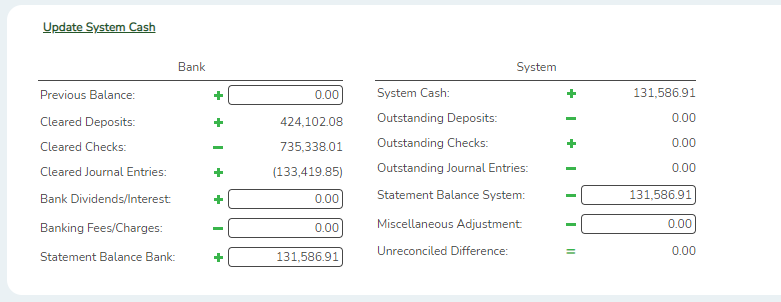 Update System Cash
Bank
Previous Balance: + 0.00
Cleared Deposits: + 424,102.08
Cleared Checks: − 735,338.01
Cleared Journal Entries: + (133,419.85)
Bank Dividends/Interest: + 0.00
Banking Fees/Charges: − 0.00
Statement Balance Bank: + 131,586.91
System
System Cash: + 131,586.91
Outstanding Deposits: − 0.00
Outstanding Checks: + 0.00
Outstanding Journal Entries: − 0.00
Statement Balance System: − 131,586.91
Miscellaneous Adjustment: − 0.00
Unreconciled Difference: = 0.00